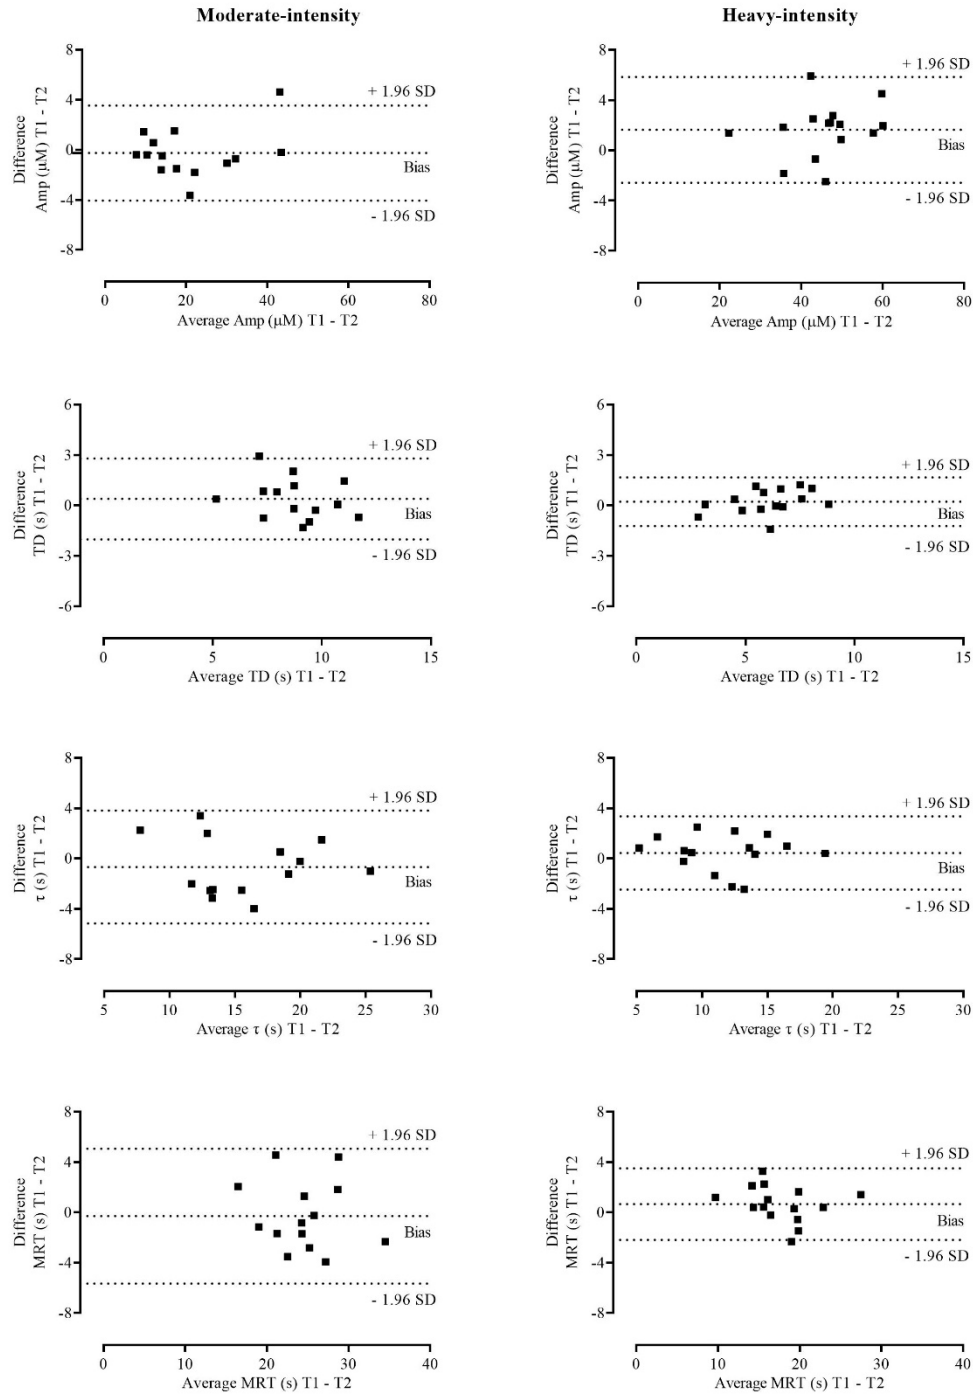 Moderate-intensity
Heavy-intensity
Difference
Amp (μM) T1 - T2
8
4
0
-4
-8
+ 1.96 SD
Bias
- 1.96 SD
0 20 40 60 80
Average Amp (μM) T1 - T2
Difference
Amp (μM) T1 - T2
8
4
0
-4
-8
+ 1.96 SD
Bias
- 1.96 SD
0 20 40 60 80
Average Amp (μM) T1 - T2
Difference
TD (s) T1 - T2
6
3
0
-3
-6
+ 1.96 SD
Bias
- 1.96 SD
0 5 10 15
Average TD (s) T1 - T2
Difference
TD (s) T1 - T2
6
3
0
-3
-6
+ 1.96 SD
Bias
- 1.96 SD
0 5 10 15
Average TD (s) T1 - T2
Difference
τ (s) T1 - T2
8
4
0
-4
-8
+ 1.96 SD
Bias
- 1.96 SD
5 10 15 20 25 30
Average τ (s) T1 - T2
Difference
τ (s) T1 - T2
8
4
0
-4
-8
+ 1.96 SD
Bias
- 1.96 SD
5 10 15 20 25 30
Average τ (s) T1 - T2
Difference
MRT (s) T1 - T2
8
4
0
-4
-8
+ 1.96 SD
Bias
- 1.96 SD
0 10 20 30 40
Average MRT (s) T1 - T2
Difference
MRT (s) T1 - T2
8
4
0
-4
-8
+ 1.96 SD
Bias
- 1.96 SD
0 10 20 30 40
Average MRT (s) T1 - T2